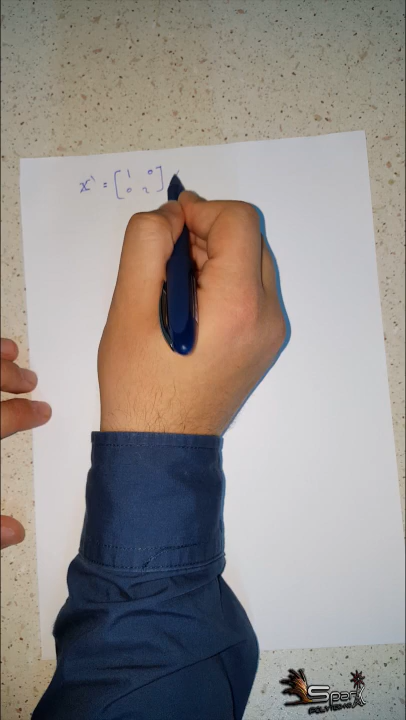 x' = [1 0
0 2]
Spark